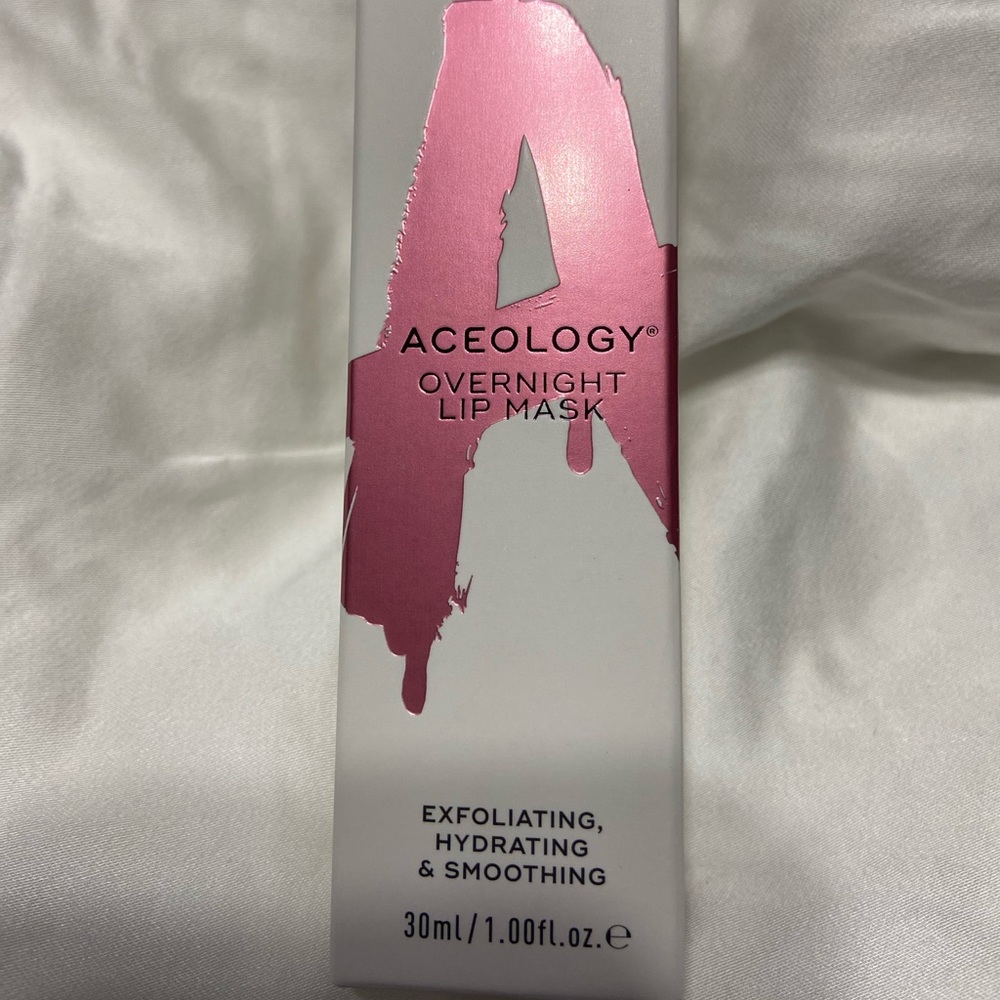 ACEOLOGY®
OVERNIGHT
LIP MASK
EXFOLIATING,
HYDRATING
& SMOOTHING
30ml / 1.00fl.oz.℮